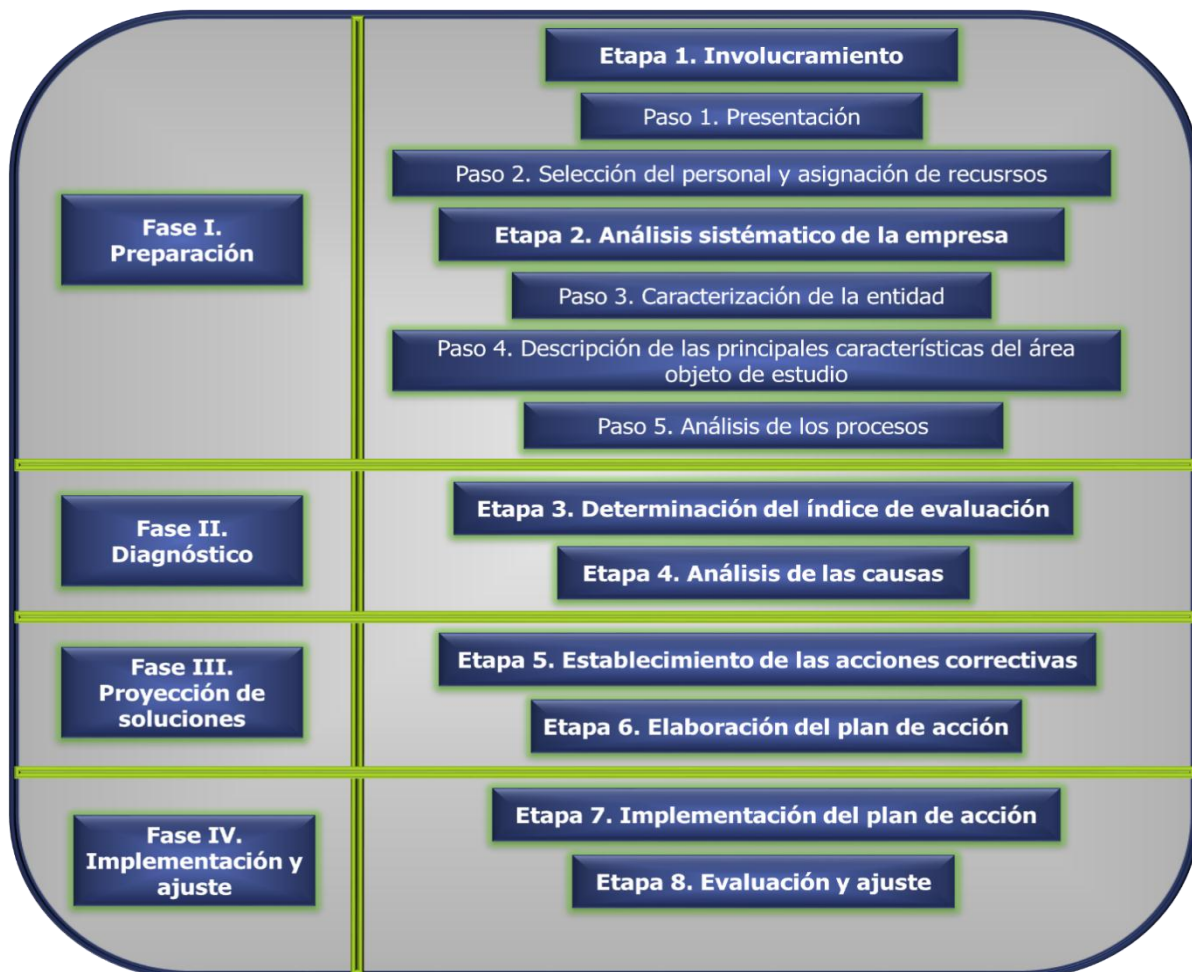 Etapa 1. Involucramiento
Paso 1. Presentación
Paso 2. Selección del personal y asignación de recusrsos
Fase I.
Preparación
Etapa 2. Análisis sistématico de la empresa
Paso 3. Caracterización de la entidad
Paso 4. Descripción de las principales características del área
objeto de estudio
Paso 5. Análisis de los procesos
Fase II.
Diagnóstico
Etapa 3. Determinación del índice de evaluación
Etapa 4. Análisis de las causas
Fase III.
Proyección de
soluciones
Etapa 5. Establecimiento de las acciones correctivas
Etapa 6. Elaboración del plan de acción
Fase IV.
Implementación y
ajuste
Etapa 7. Implementación del plan de acción
Etapa 8. Evaluación y ajuste